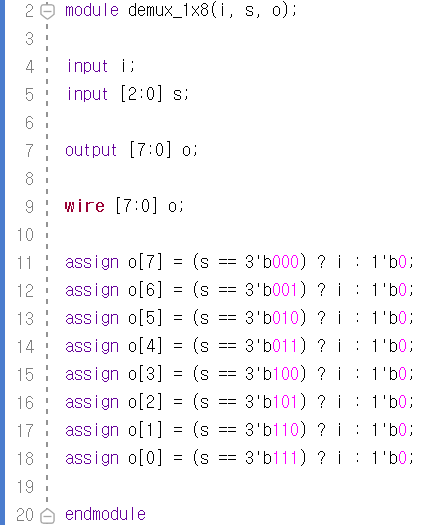 2 module demux_1x8(i, s, o);
3
4 input i;
5 input [2:0] s;
6
7 output [7:0] o;
8
9 wire [7:0] o;
10
11 assign o[7] = (s == 3'b000) ? i : 1'b0;
12 assign o[6] = (s == 3'b001) ? i : 1'b0;
13 assign o[5] = (s == 3'b010) ? i : 1'b0;
14 assign o[4] = (s == 3'b011) ? i : 1'b0;
15 assign o[3] = (s == 3'b100) ? i : 1'b0;
16 assign o[2] = (s == 3'b101) ? i : 1'b0;
17 assign o[1] = (s == 3'b110) ? i : 1'b0;
18 assign o[0] = (s == 3'b111) ? i : 1'b0;
19
20 endmodule